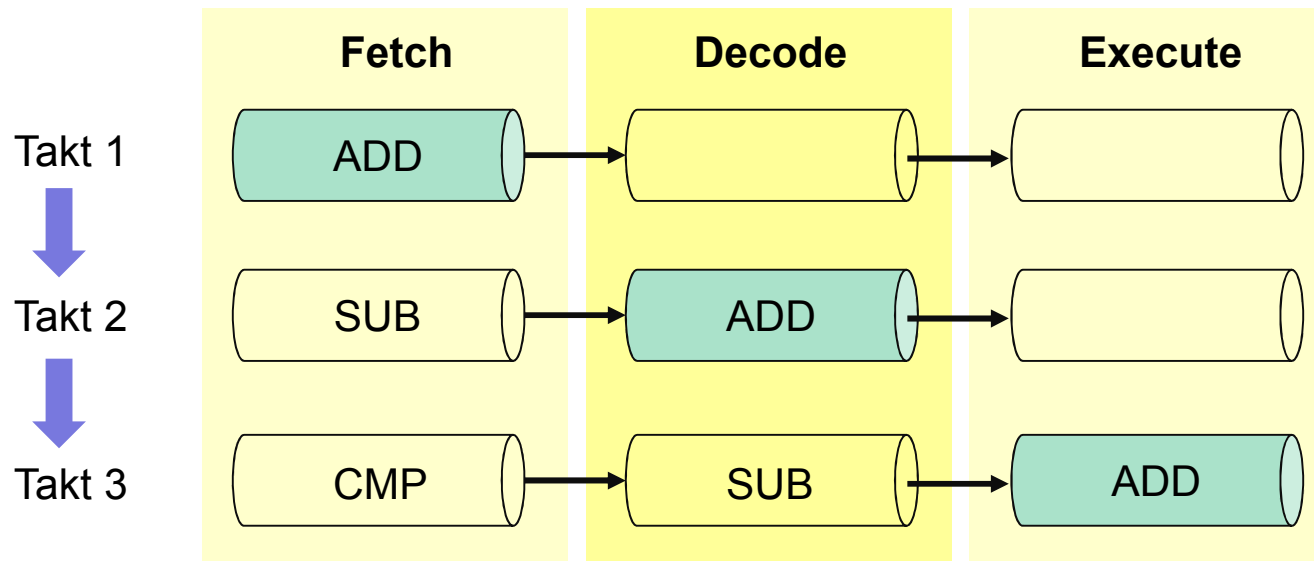 Fetch Decode Execute
Takt 1 ADD
Takt 2 SUB ADD
Takt 3 CMP SUB ADD